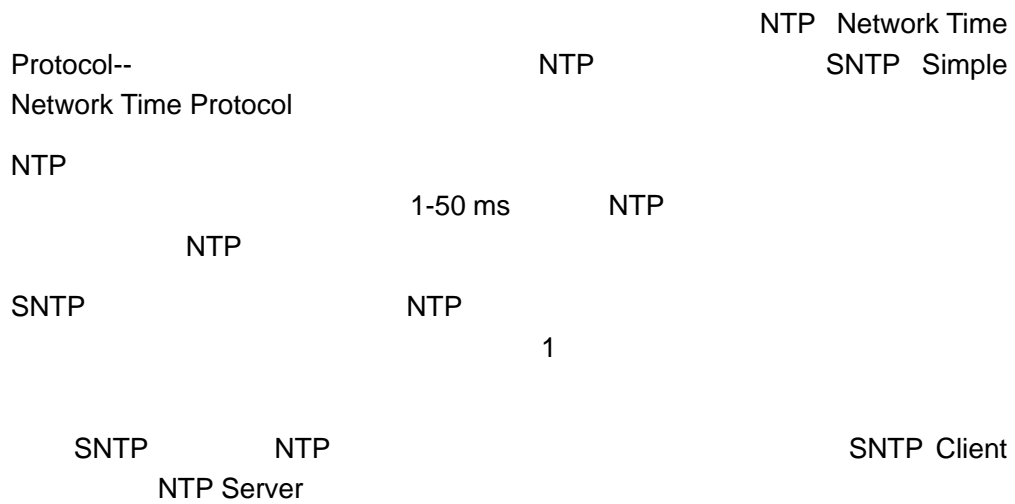 NTP Network Time
Protocol-- NTP SNTP Simple
Network Time Protocol
NTP
1-50 ms NTP
NTP
SNTP NTP
1
SNTP NTP SNTP Client
NTP Server